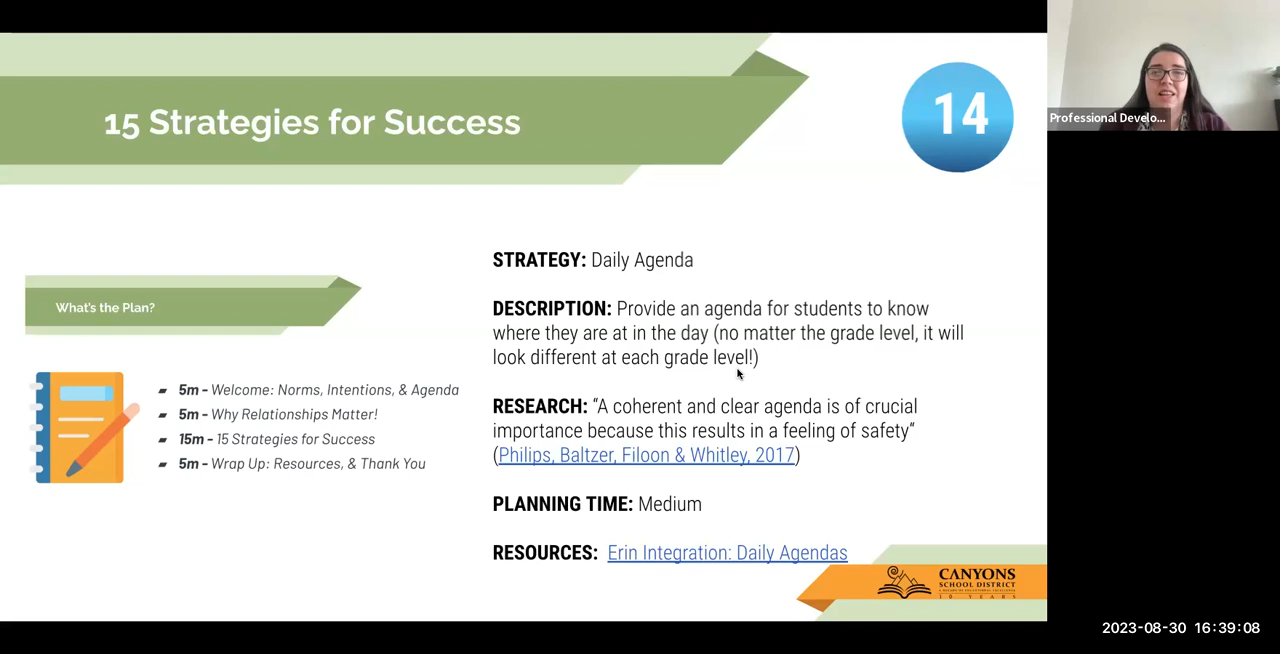 15 Strategies for Success
14
Professional Develo...
What's the Plan?
5m - Welcome: Norms, Intentions, & Agenda
5m - Why Relationships Matter!
15m - 15 Strategies for Success
5m - Wrap Up: Resources, & Thank You
STRATEGY: Daily Agenda
DESCRIPTION: Provide an agenda for students to know
where they are at in the day (no matter the grade level, it will
look different at each grade level!)
RESEARCH: “A coherent and clear agenda is of crucial
importance because this results in a feeling of safety“
(Philips, Baltzer, Filoon & Whitley, 2017)
PLANNING TIME: Medium
RESOURCES: Erin Integration: Daily Agendas
CANYONS
SCHOOL DISTRICT
2023-08-30 16:39:08